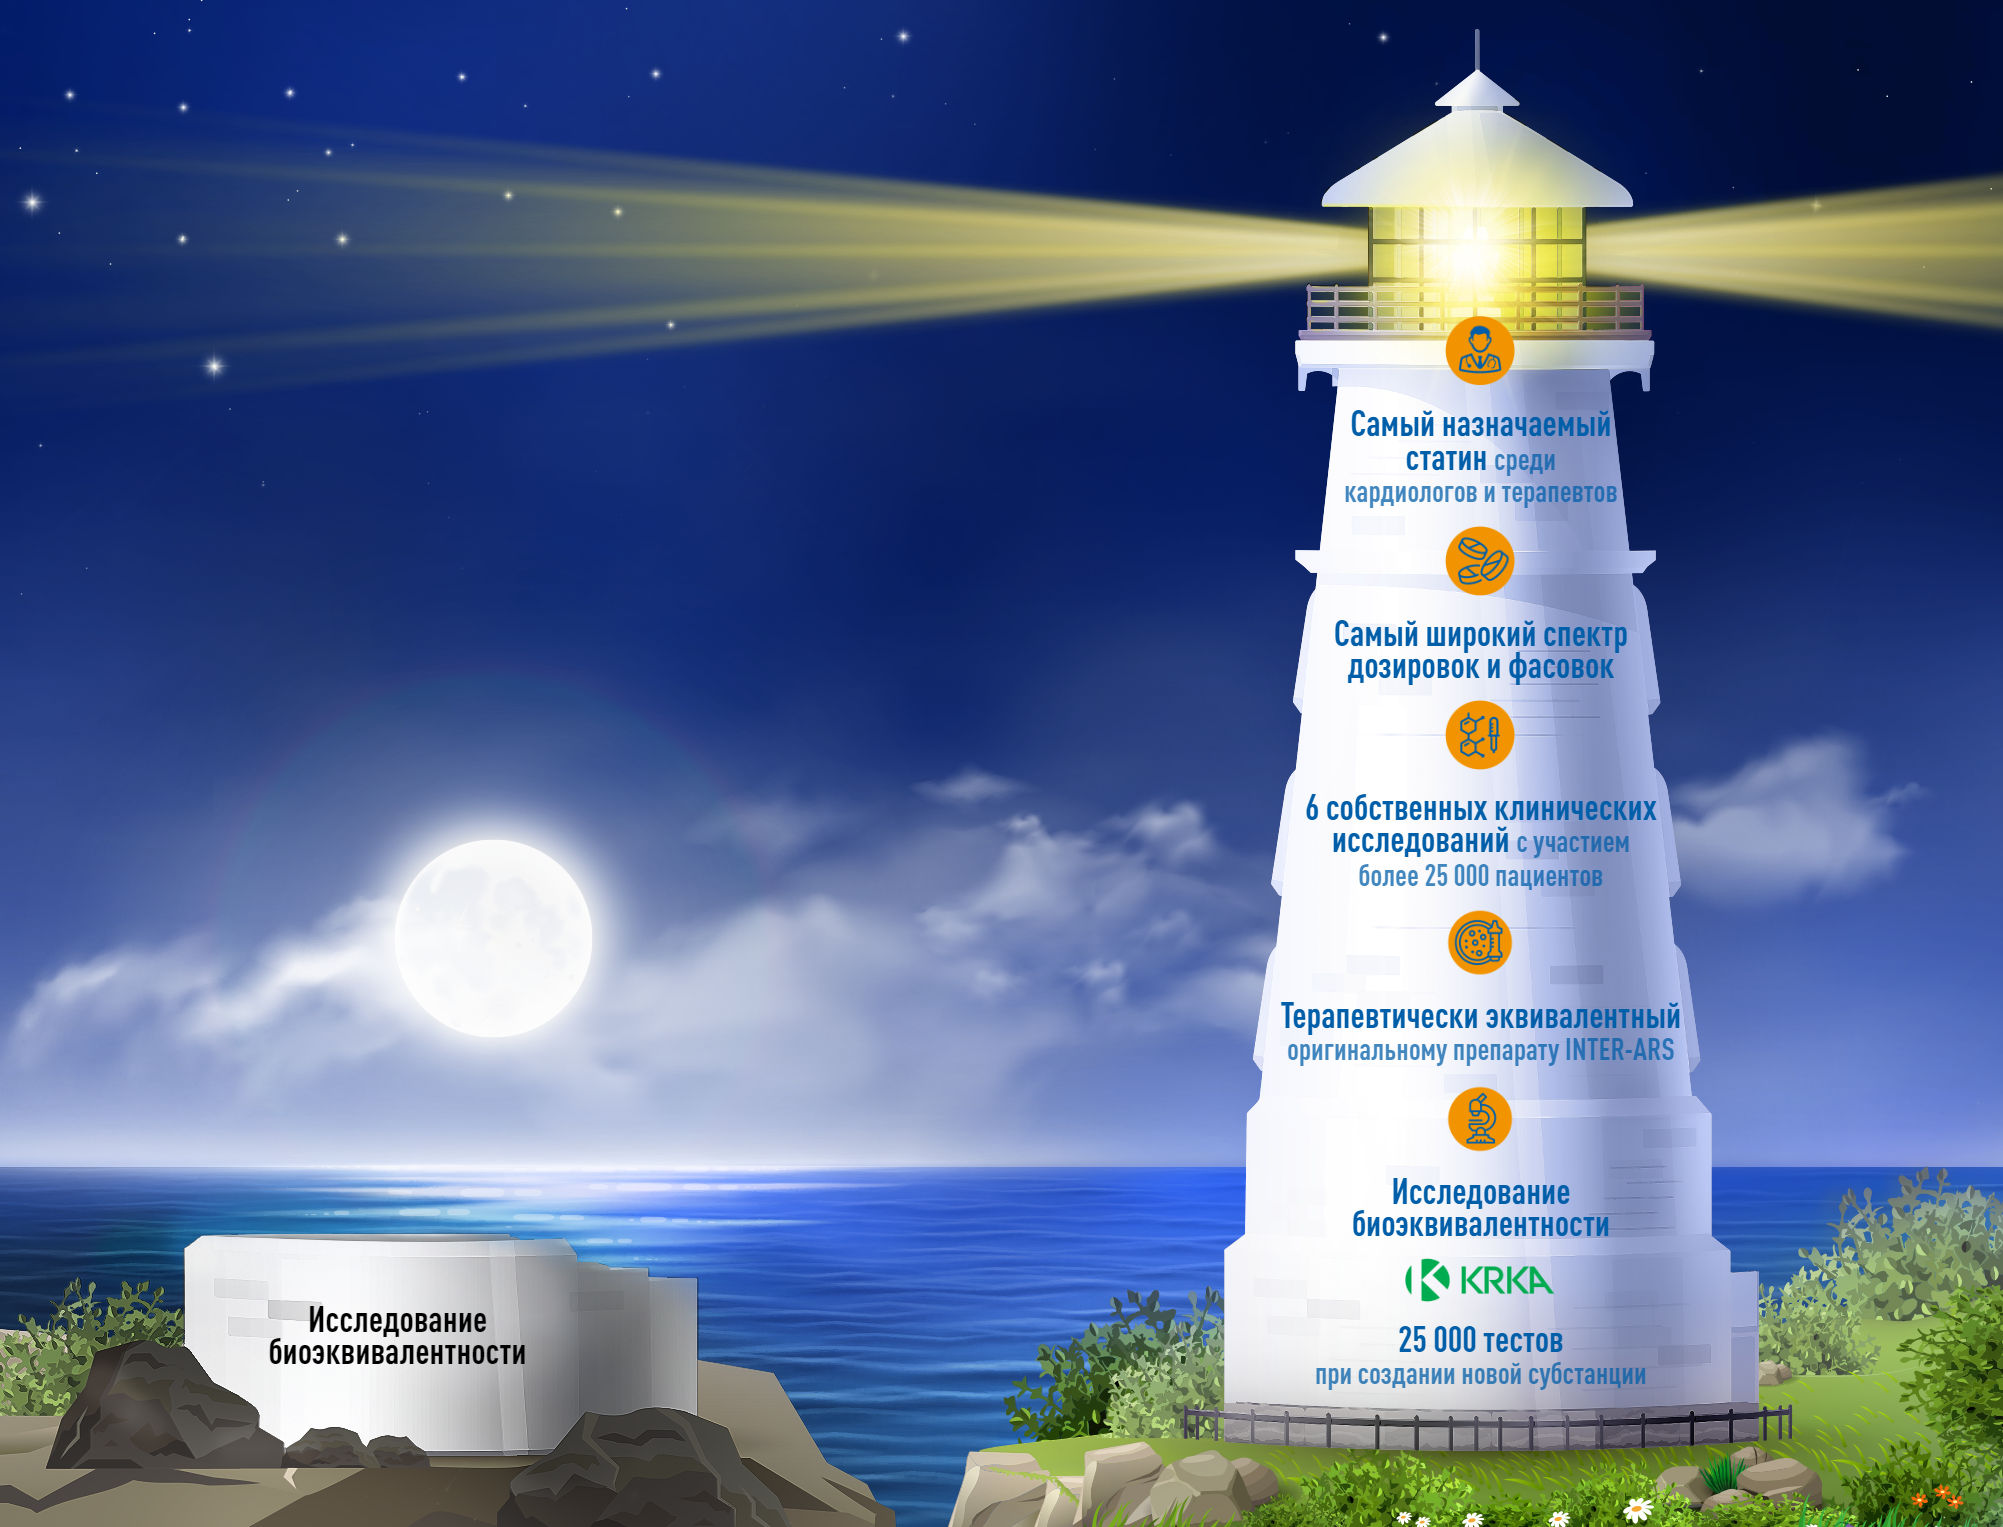 Самый назначаемый
статин среди
кардиологов и терапевтов
Самый широкий спектр
дозировок и фасовок
6 собственных клинических
исследований с участием
более 25 000 пациентов
Терапевтически эквивалентный
оригинальному препарату INTER-ARS
Исследование
биоэквивалентности
KRKA
25 000 тестов
при создании новой субстанции
Исследование
биоэквивалентности